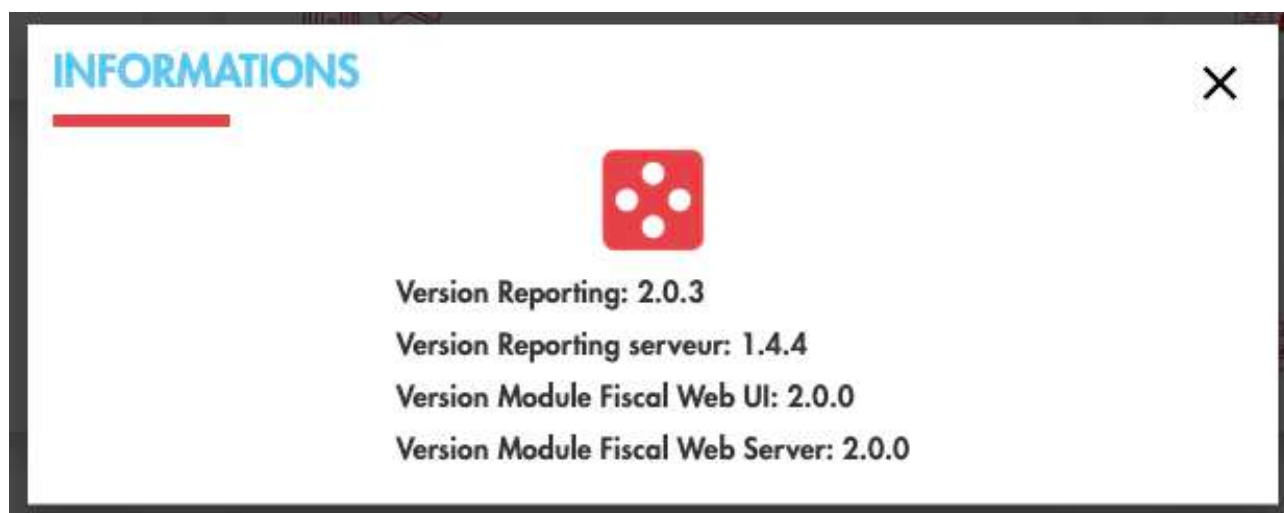 INFORMATIONS
Version Reporting: 2.0.3
Version Reporting serveur: 1.4.4
Version Module Fiscal Web UI: 2.0.0
Version Module Fiscal Web Server: 2.0.0